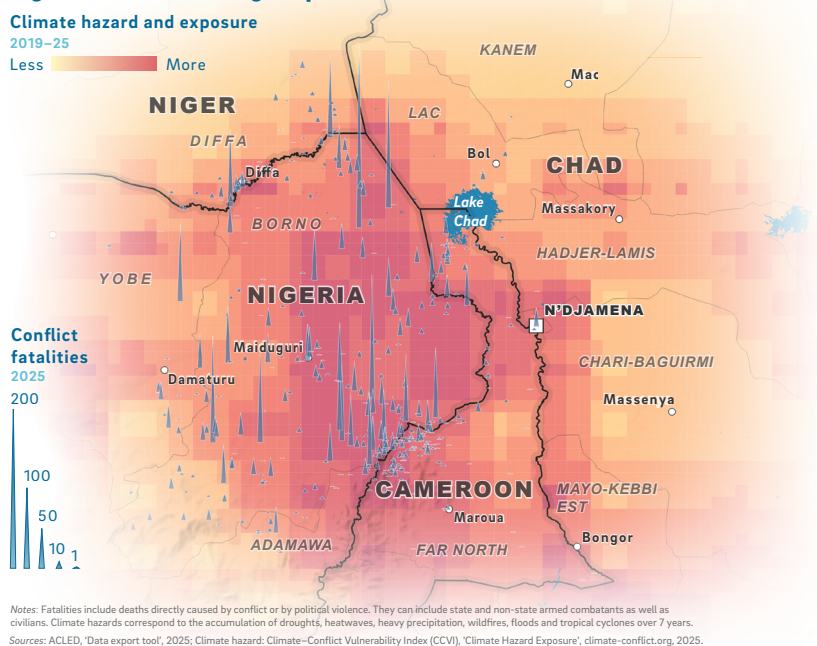 Climate hazard and exposure
2019–25
Less More
KANEM
Mac
NIGER
LAC
DIFFA
Bol
CHAD
Diffa
Lake
Chad
Massakory
BORNO
HADJER-LAMIS
YOBE
NIGERIA
N'DJAMENA
Conflict
fatalities
2025
Maiduguri
CHARI-BAGUIRMI
Damaturu
Massenya
200
100
50
10 1
CAMEROON
MAYO-KEBBI
EST
Maroua
ADAMAWA
FAR NORTH
Bongor
Notes: Fatalities include deaths directly caused by conflict or by political violence. They can include state and non-state armed combatants as well as
civilians. Climate hazards correspond to the accumulation of droughts, heatwaves, heavy precipitation, wildfires, floods and tropical cyclones over 7 years.
Sources: ACLED, 'Data export tool', 2025; Climate hazard: Climate–Conflict Vulnerability Index (CCVI), 'Climate Hazard Exposure', climate-conflict.org, 2025.